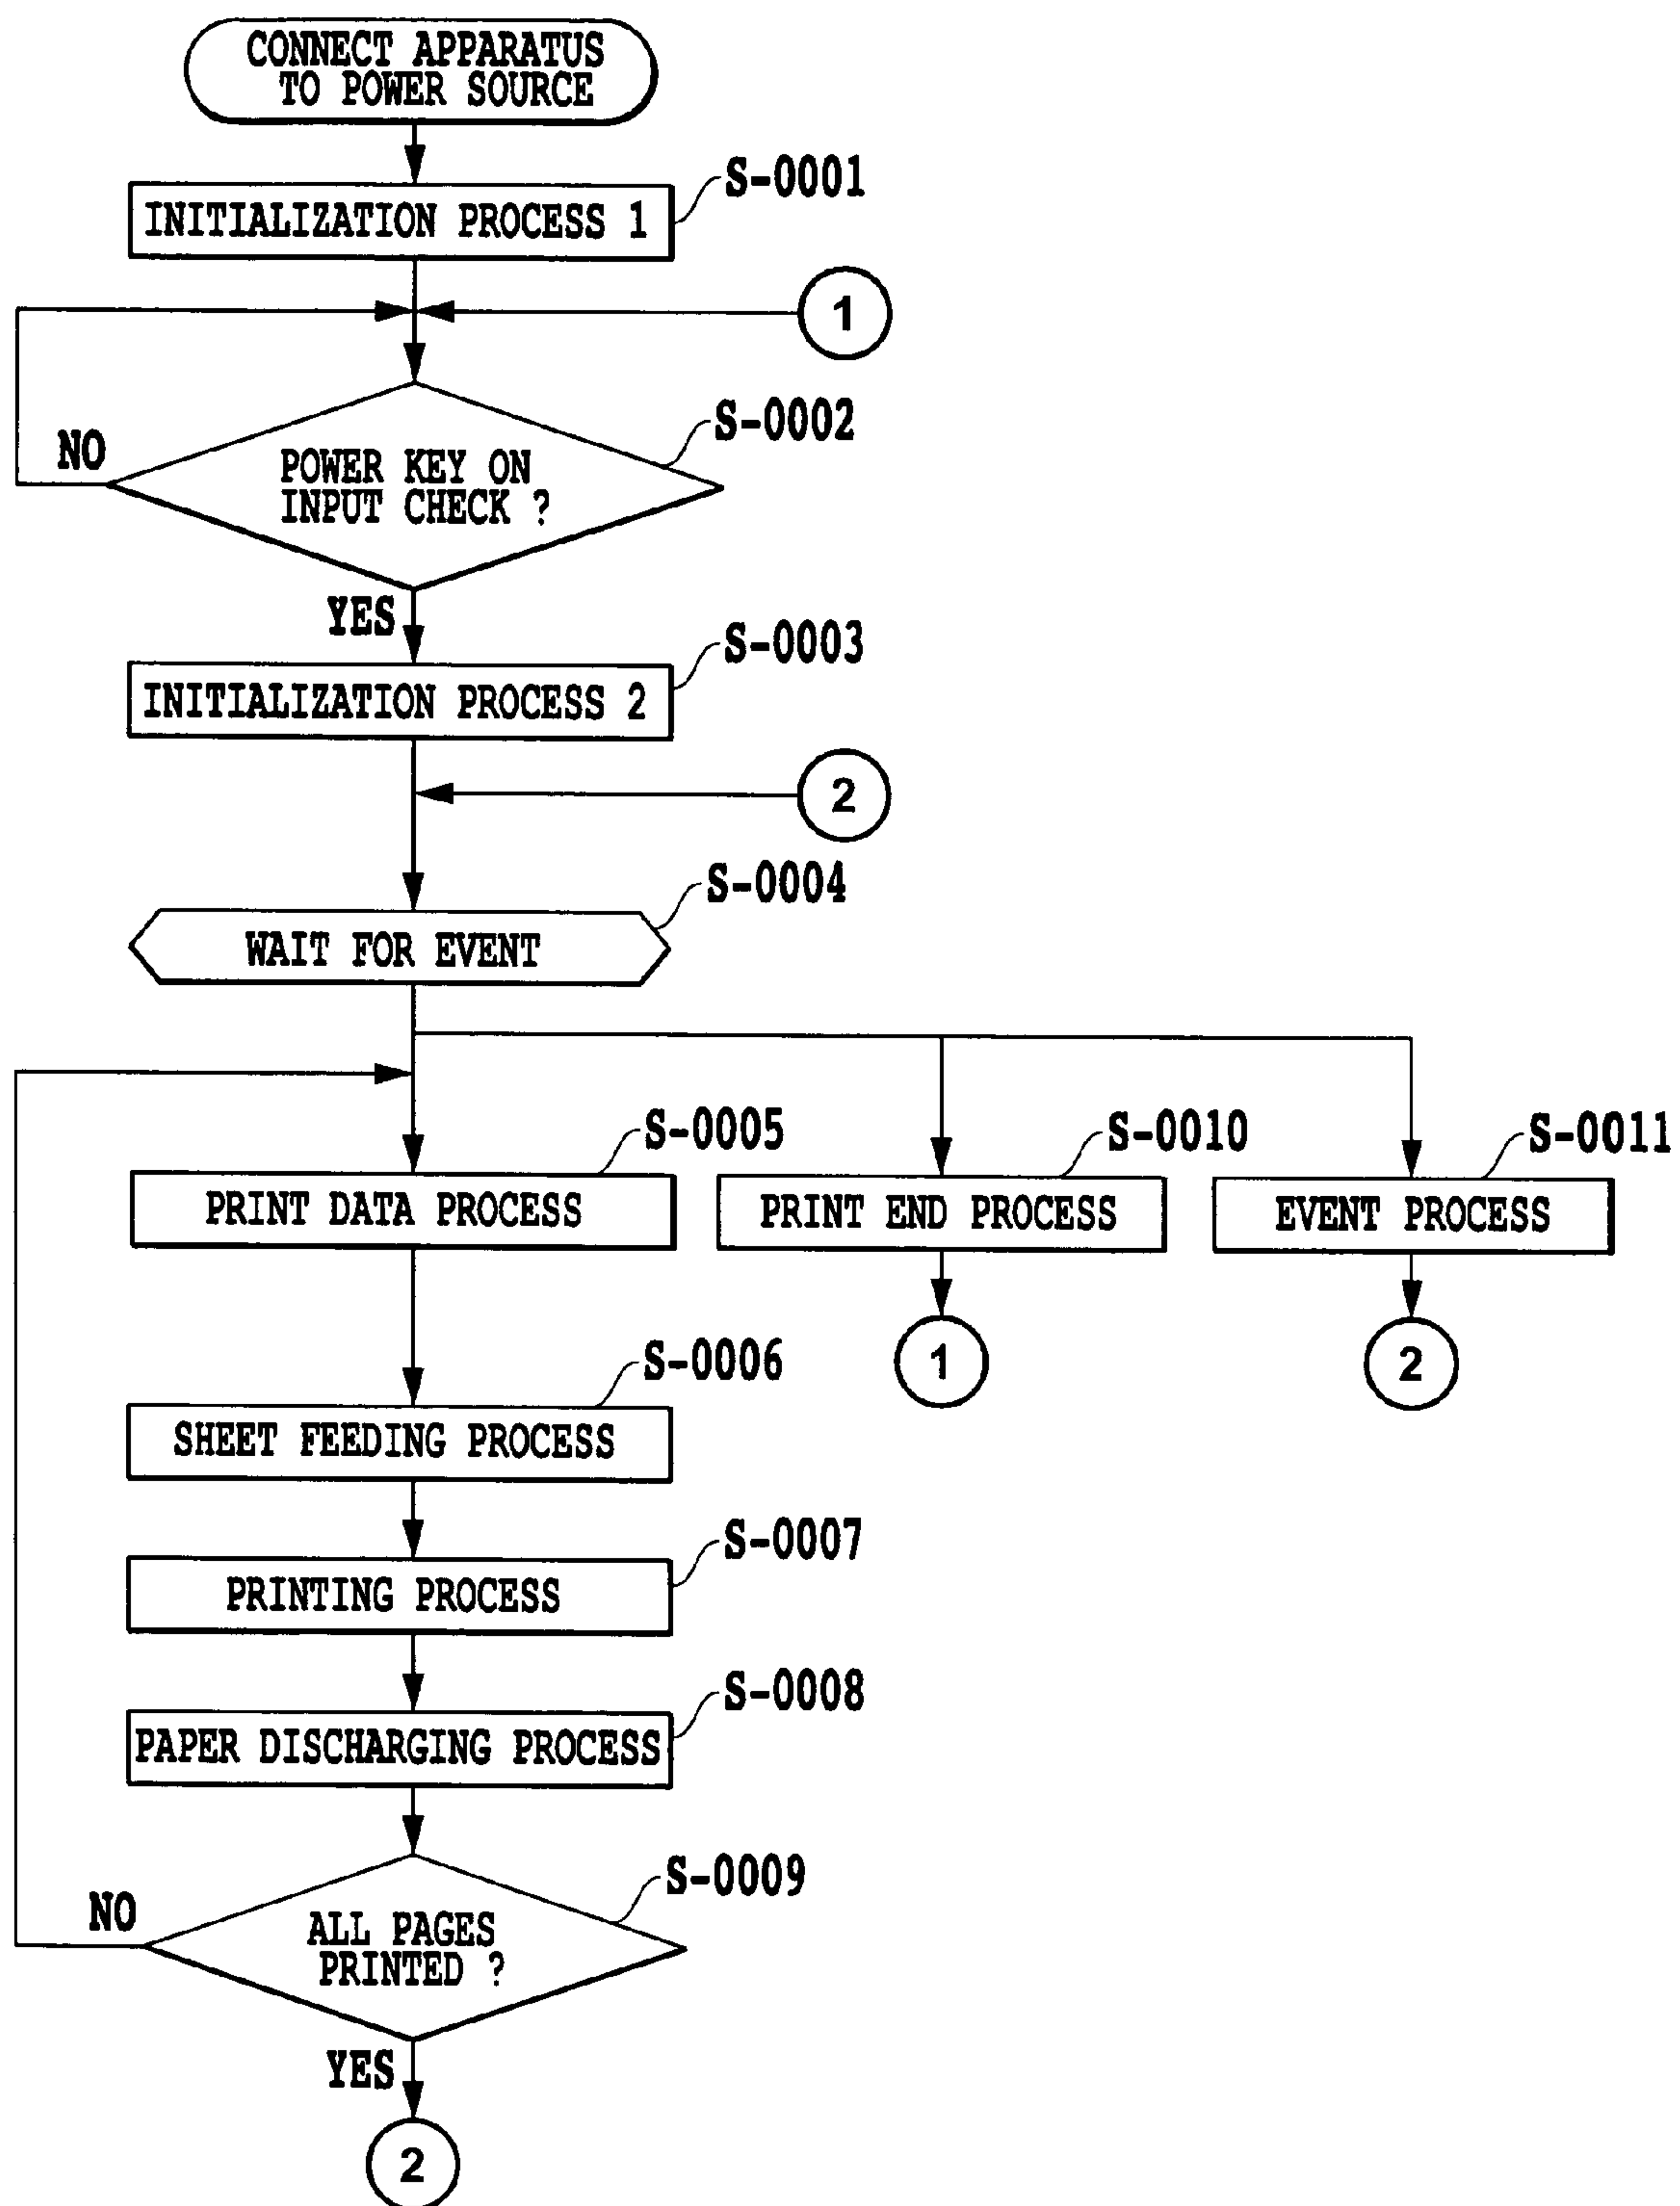 CONNECT APPARATUS
TO POWER SOURCE
S-0001
INITIALIZATION PROCESS 1
1
S-0002
NO
POWER KEY ON
INPUT CHECK ?
YES
S-0003
INITIALIZATION PROCESS 2
2
S-0004
WAIT FOR EVENT
S-0005
S-0010
S-0011
PRINT DATA PROCESS
PRINT END PROCESS
EVENT PROCESS
1
2
S-0006
SHEET FEEDING PROCESS
S-0007
PRINTING PROCESS
S-0008
PAPER DISCHARGING PROCESS
S-0009
NO
ALL PAGES
PRINTED ?
YES
2